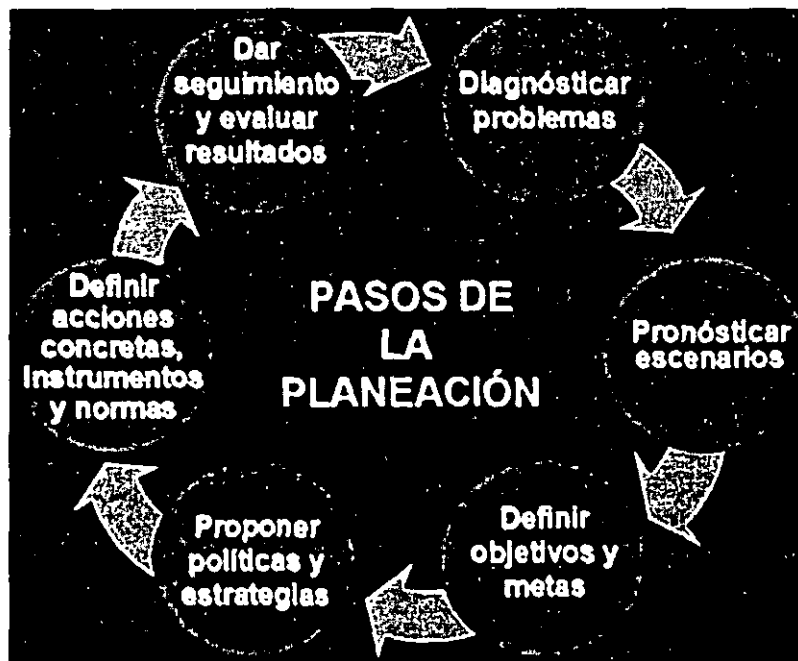 Dar
seguimiento
y evaluar
resultados
Diagnósticar
problemas
Pronósticar
escenarios
Definir
objetivos y
metas
Proponer
políticas y
estrategias
Definir
acciones
concretas,
Instrumentos
y normas
PASOS DE
LA
PLANEACIÓN